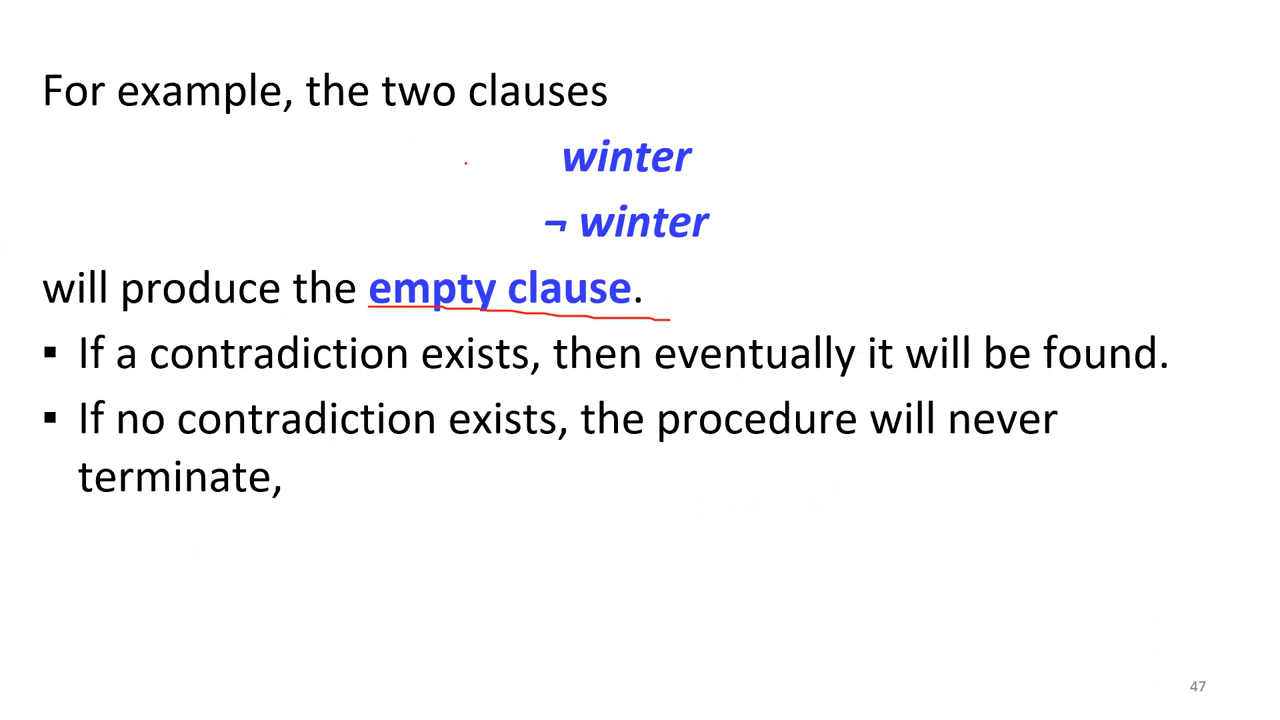 For example, the two clauses
winter
¬ winter
will produce the empty clause.
▪ If a contradiction exists, then eventually it will be found.
▪ If no contradiction exists, the procedure will never
terminate,
47